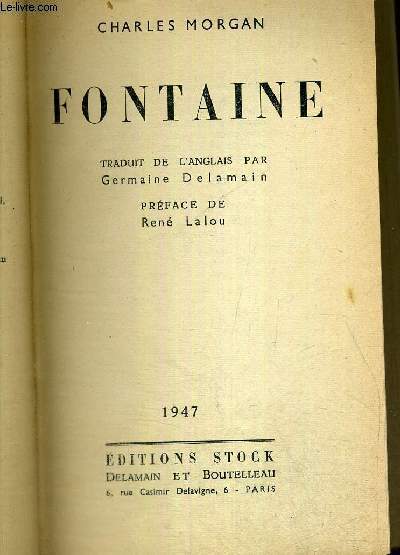 Le-livre.com
CHARLES MORGAN
FONTAINE
TRADUIT DE L'ANGLAIS PAR
Germaine Delamain
PRÉFACE DE
René Lalou
1947
EDITIONS STOCK
DELAMAIN ET BOUTELLEAU
6, rue Casimir Delavigne, 6 - PARIS